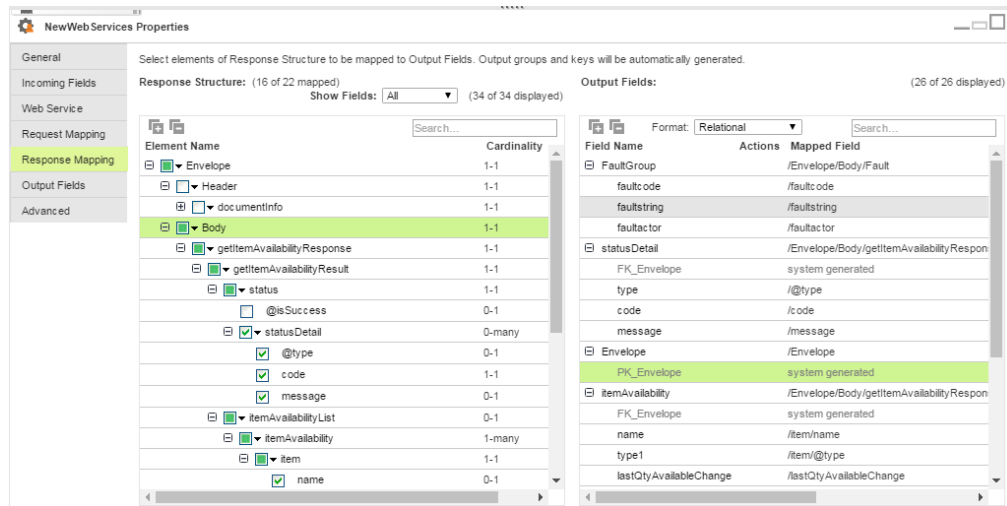 NewWebServices Properties
General
Incoming Fields
Web Service
Request Mapping
Response Mapping
Output Fields
Advanced
Select elements of Response Structure to be mapped to Output Fields. Output groups and keys will be automatically generated.
Response Structure: (16 of 22 mapped)
Show Fields: All (34 of 34 displayed)
Search...
Element Name Cardinality
Envelope 1-1
Header 1-1
documentInfo 1-1
Body 1-1
getItemAvailabilityResponse 1-1
getItemAvailabilityResult 1-1
status 1-1
@isSuccess 0-1
statusDetail 0-many
@type 0-1
code 1-1
message 0-1
itemAvailabilityList 0-1
itemAvailability 1-many
item 1-1
name 0-1
Output Fields: (26 of 26 displayed)
Format: Relational Search...
Field Name Actions Mapped Field
FaultGroup /Envelope/Body/Fault
faultcode /faultcode
faultstring /faultstring
faultactor /faultactor
statusDetail /Envelope/Body/getItemAvailabilityRespon
FK_Envelope system generated
type /@type
code /code
message /message
Envelope /Envelope
PK_Envelope system generated
itemAvailability /Envelope/Body/getItemAvailabilityRespon
FK_Envelope system generated
name /item/name
type1 /item/@type
lastQtyAvailableChange /lastQtyAvailableChange